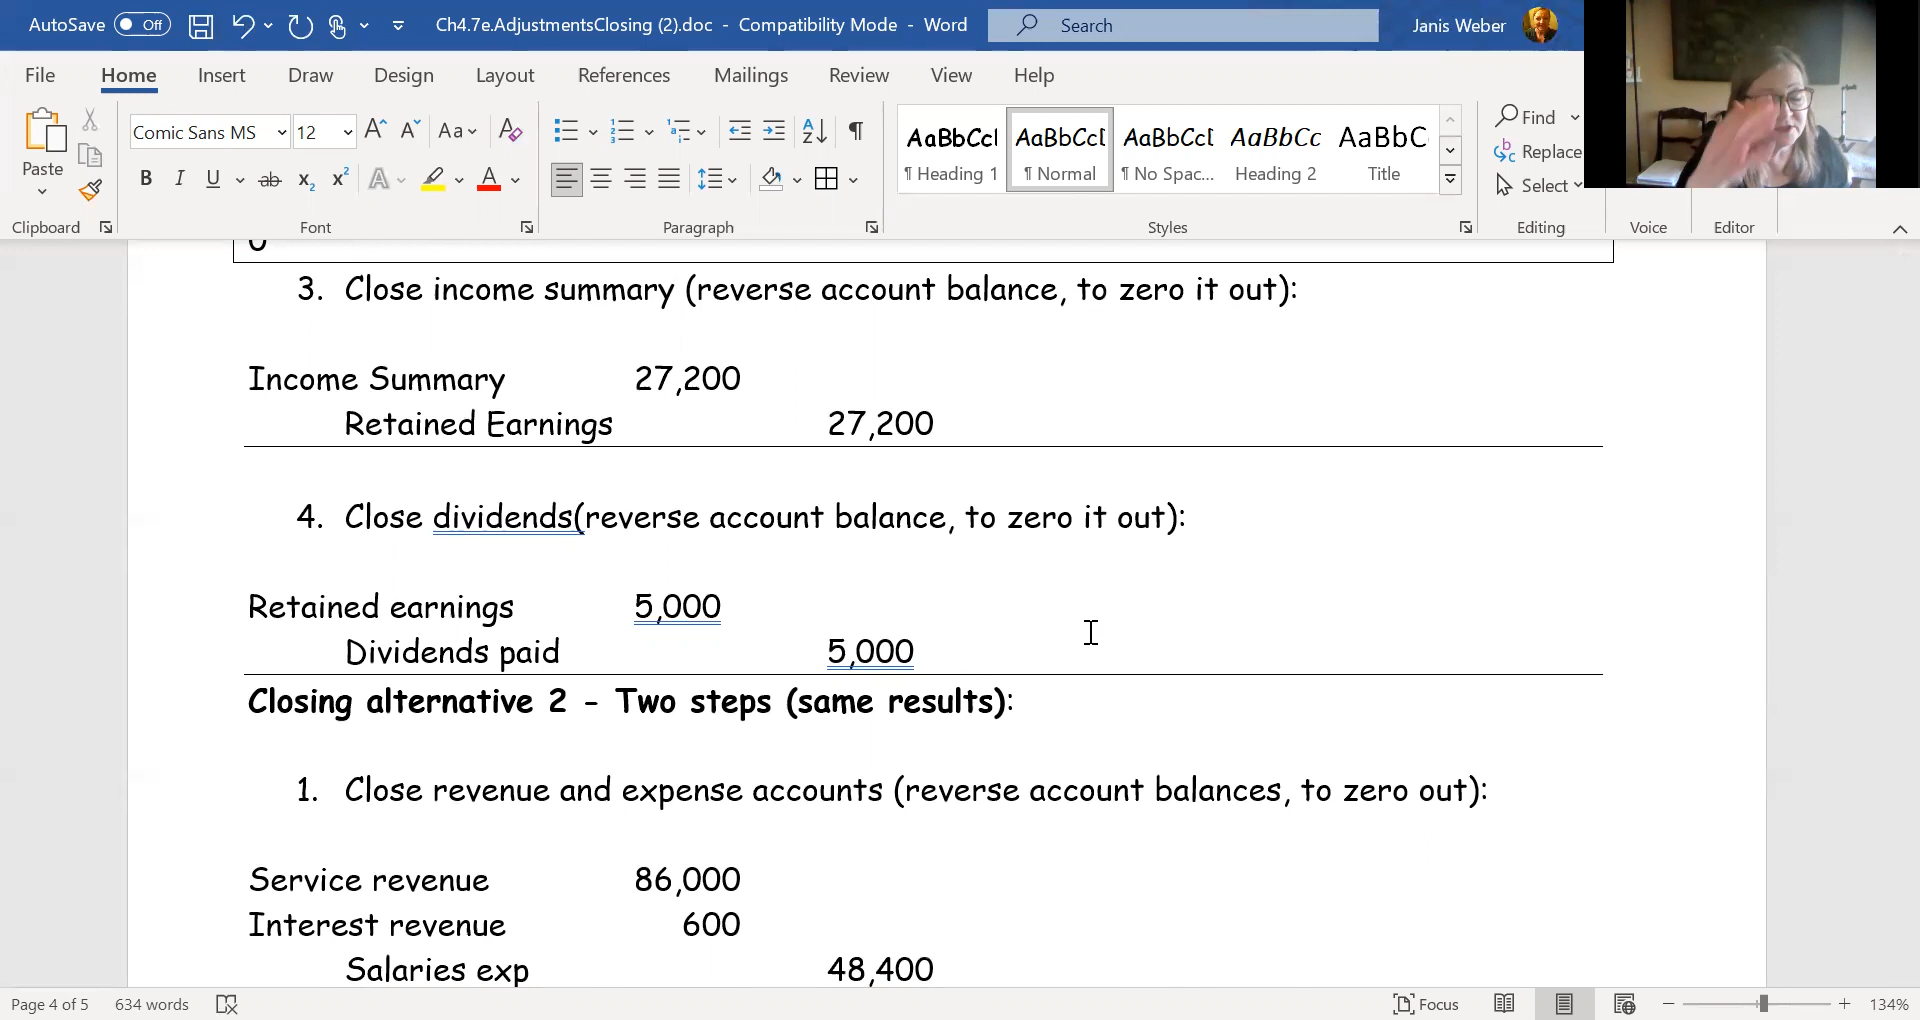 AutoSave Off Ch4.7e.AdjustmentsClosing (2).doc - Compatibility Mode - Word Search Janis Weber
File Home Insert Draw Design Layout References Mailings Review View Help
Comic Sans MS 12 Aa
AaBbCcI AaBbCcI AaBbCcI AaBbCc AaBbC
Find
Replace
Select
Paste
B I U ab x₂ x² A A
¶ Heading 1 ¶ Normal ¶ No Spac... Heading 2 Title
Clipboard Font Paragraph Styles Editing Voice Editor
3. Close income summary (reverse account balance, to zero it out):
Income Summary 27,200
Retained Earnings 27,200
4. Close dividends(reverse account balance, to zero it out):
Retained earnings 5,000
Dividends paid 5,000
Closing alternative 2 - Two steps (same results):
1. Close revenue and expense accounts (reverse account balances, to zero out):
Service revenue 86,000
Interest revenue 600
Salaries exp 48,400
Page 4 of 5 634 words Focus 134%